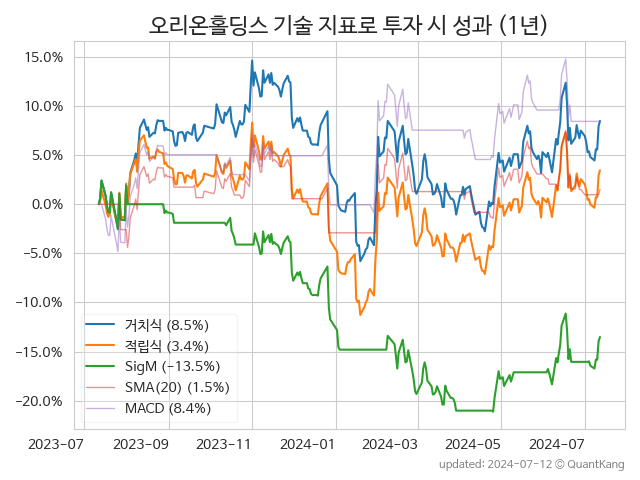 오리온홀딩스 기술 지표로 투자 시 성과 (1년)
15.0%
10.0%
5.0%
0.0%
−5.0%
−10.0%
−15.0%
−20.0%
거치식 (8.5%)
적립식 (3.4%)
SigM (−13.5%)
SMA(20) (1.5%)
MACD (8.4%)
2023-07 2023-09 2023-11 2024-01 2024-03 2024-05 2024-07
updated: 2024-07-12 © QuantKang